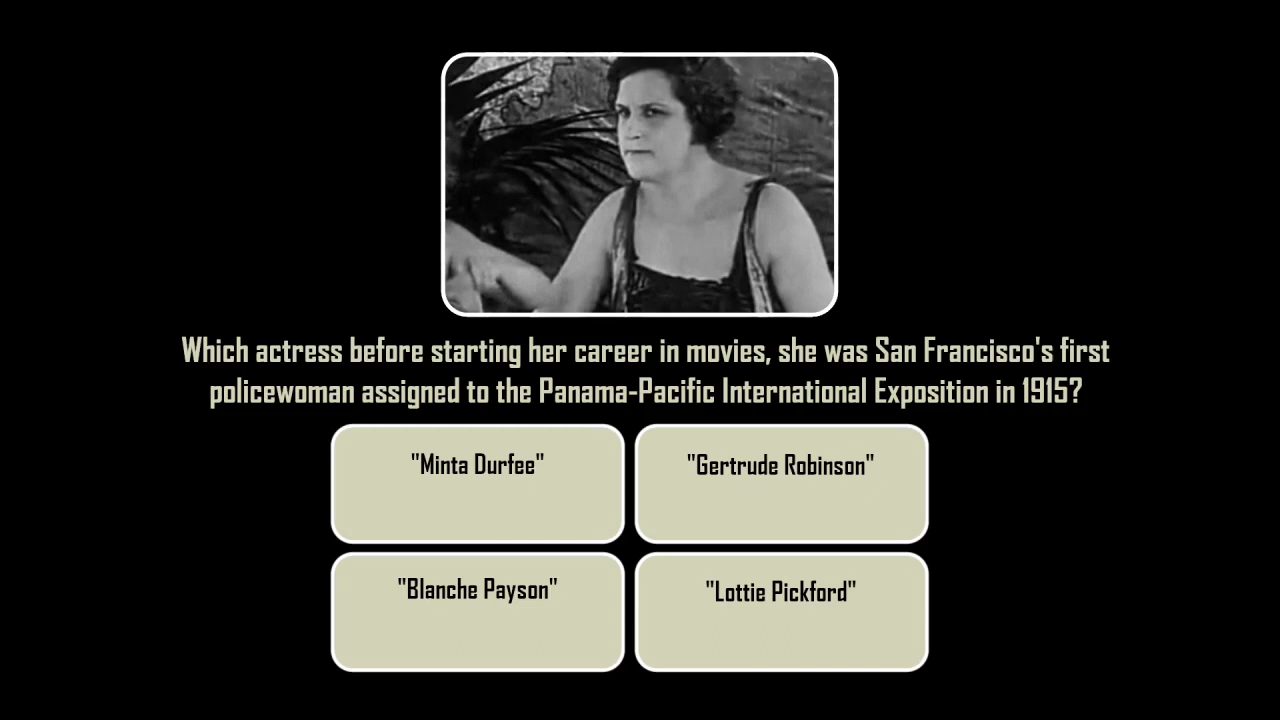 Which actress before starting her career in movies, she was San Francisco's first
policewoman assigned to the Panama-Pacific International Exposition in 1915?
"Minta Durfee"
"Gertrude Robinson"
"Blanche Payson"
"Lottie Pickford"